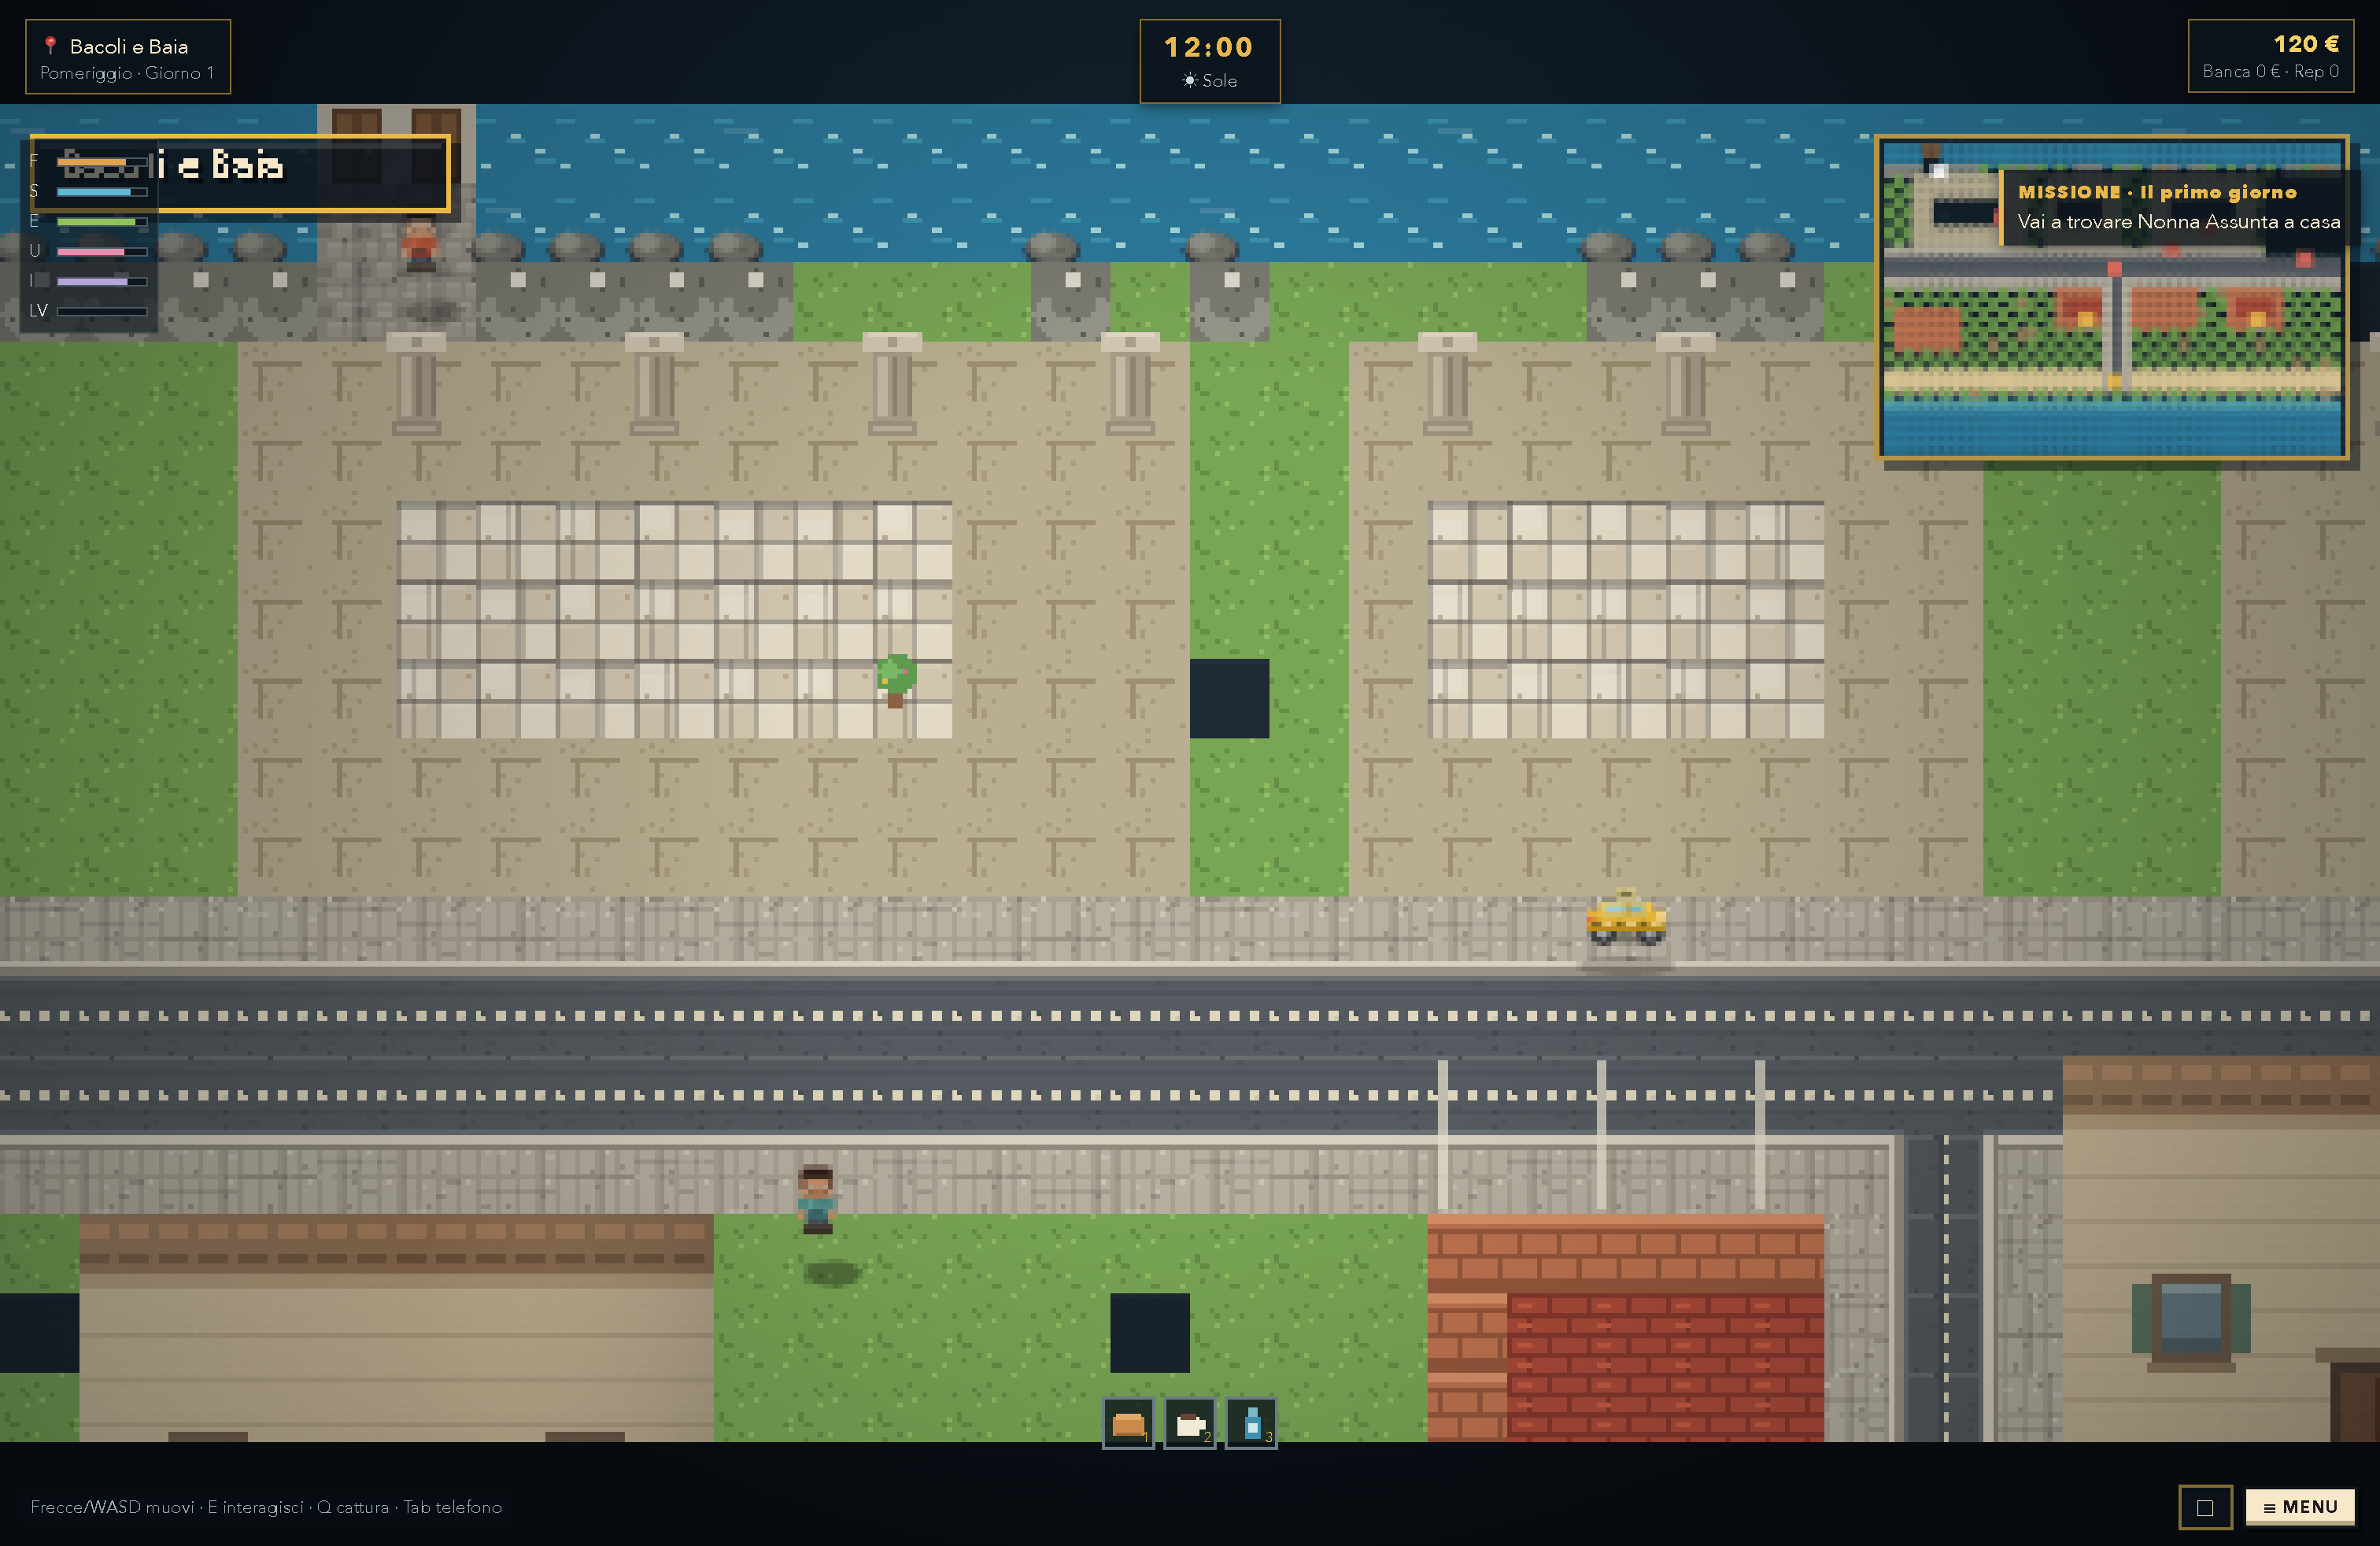 Bacoli e Baia
Pomeriggio · Giorno 1
12:00
☀ Sole
120 €
Banca 0 € · Rep 0
i e Baia
F
S
E
U
I
LV
MISSIONE · Il primo giorno
Vai a trovare Nonna Assunta a casa
1
2
3
Frecce/WASD muovi · E interagisci · Q cattura · Tab telefono
≡ MENU